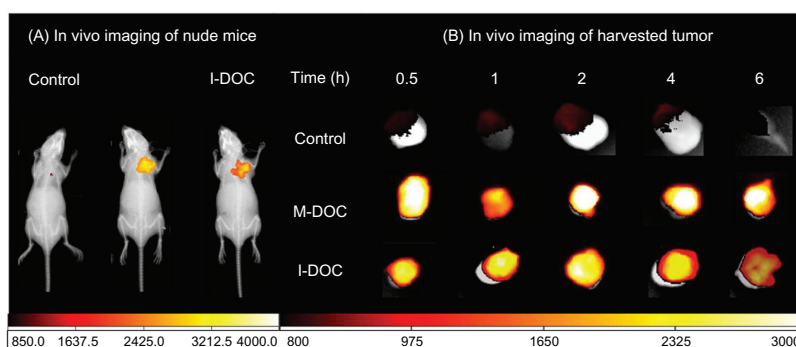 (A) In vivo imaging of nude mice
Control I-DOC
850.0 1637.5 2425.0 3212.5 4000.0
(B) In vivo imaging of harvested tumor
Time (h) 0.5 1 2 4 6
Control
M-DOC
I-DOC
800 975 1650 2325 3000